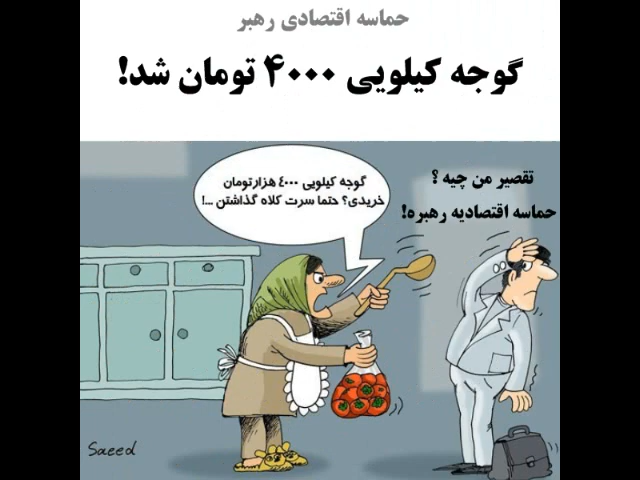 حماسه اقتصادی رهبر
گوجه کیلویی ۴۰۰۰ تومان شد!
گوجه کیلویی ٤٠٠٠ هزارتومان
خریدی؟ حتما سرت کلاه گذاشتن ...!
تقصیر من چیه ؟
حماسه اقتصادیه رهبره!
Saeed